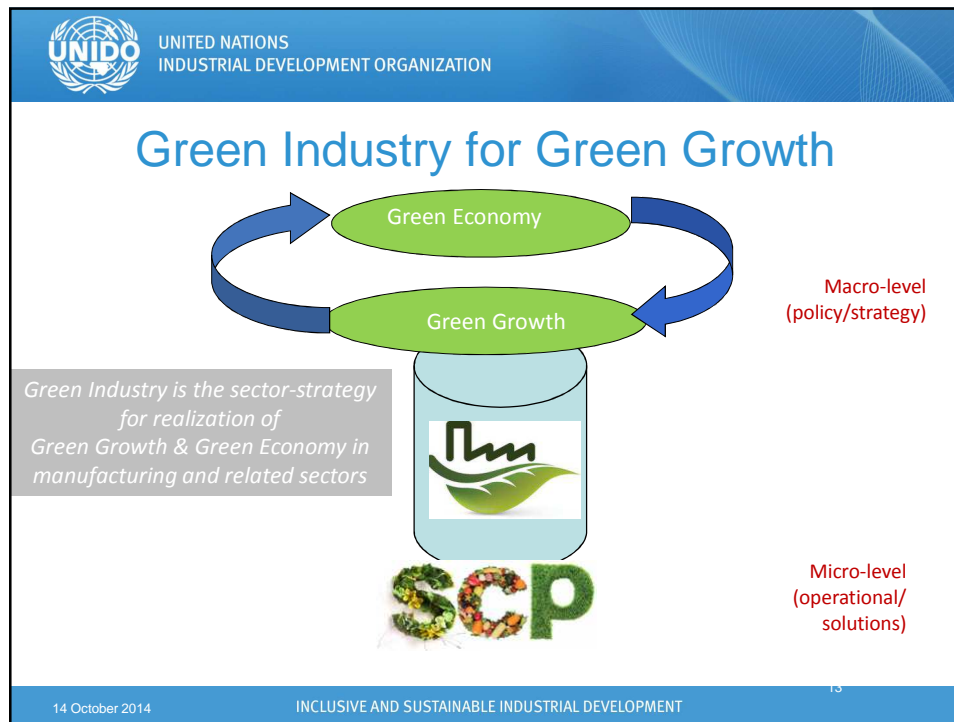 UNIDO
UNITED NATIONS
INDUSTRIAL DEVELOPMENT ORGANIZATION
Green Industry for Green Growth
Green Economy
Macro-level
(policy/strategy)
Green Growth
Green Industry is the sector-strategy
for realization of
Green Growth & Green Economy in
manufacturing and related sectors
SCP
Micro-level
(operational/
solutions)
13
14 October 2014
INCLUSIVE AND SUSTAINABLE INDUSTRIAL DEVELOPMENT